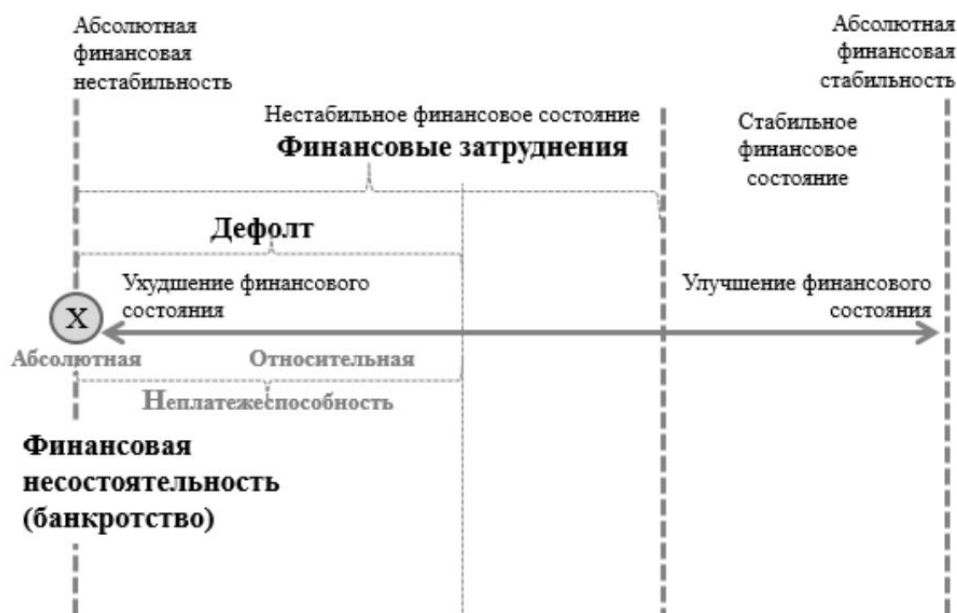 Абсолютная
финансовая
нестабильность
Абсолютная
финансовая
стабильность
Нестабильное финансовое состояние
Финансовые затруднения
Стабильное
финансовое
состояние
Дефолт
Ухудшение финансового
состояния
Улучшение финансового
состояния
X
Абсолютная
Относительная
Неплатежеспособность
Финансовая
несостоятельность
(банкротство)